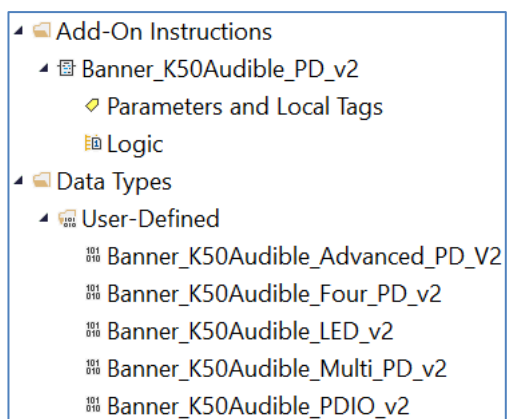 Add-On Instructions
Banner_K50Audible_PD_v2
Parameters and Local Tags
Logic
Data Types
User-Defined
Banner_K50Audible_Advanced_PD_V2
Banner_K50Audible_Four_PD_v2
Banner_K50Audible_LED_v2
Banner_K50Audible_Multi_PD_v2
Banner_K50Audible_PDIO_v2